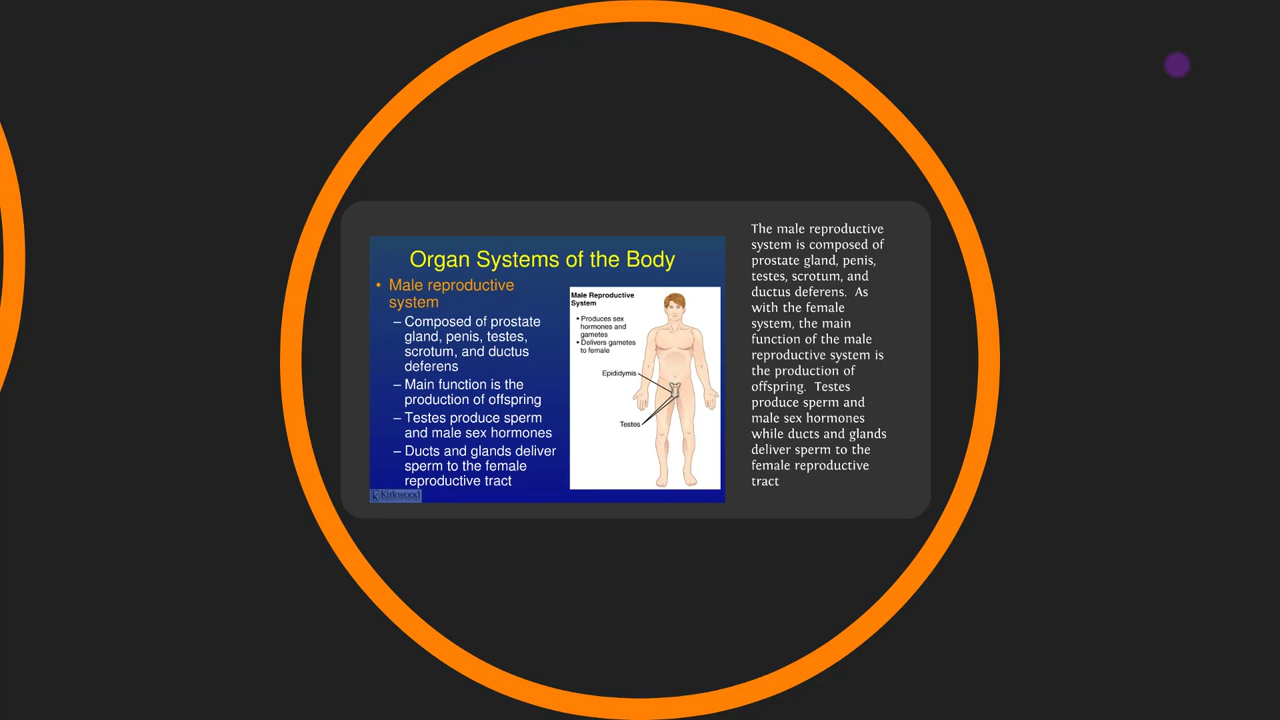 Organ Systems of the Body
• Male reproductive
system
– Composed of prostate
gland, penis, testes,
scrotum, and ductus
deferens
– Main function is the
production of offspring
– Testes produce sperm
and male sex hormones
– Ducts and glands deliver
sperm to the female
reproductive tract
Kirkwood
Male Reproductive
System
• Produces sex
hormones and
gametes
• Delivers gametes
to female
Epididymis
Testes
The male reproductive
system is composed of
prostate gland, penis,
testes, scrotum, and
ductus deferens.  As
with the female
system, the main
function of the male
reproductive system is
the production of
offspring.  Testes
produce sperm and
male sex hormones
while ducts and glands
deliver sperm to the
female reproductive
tract